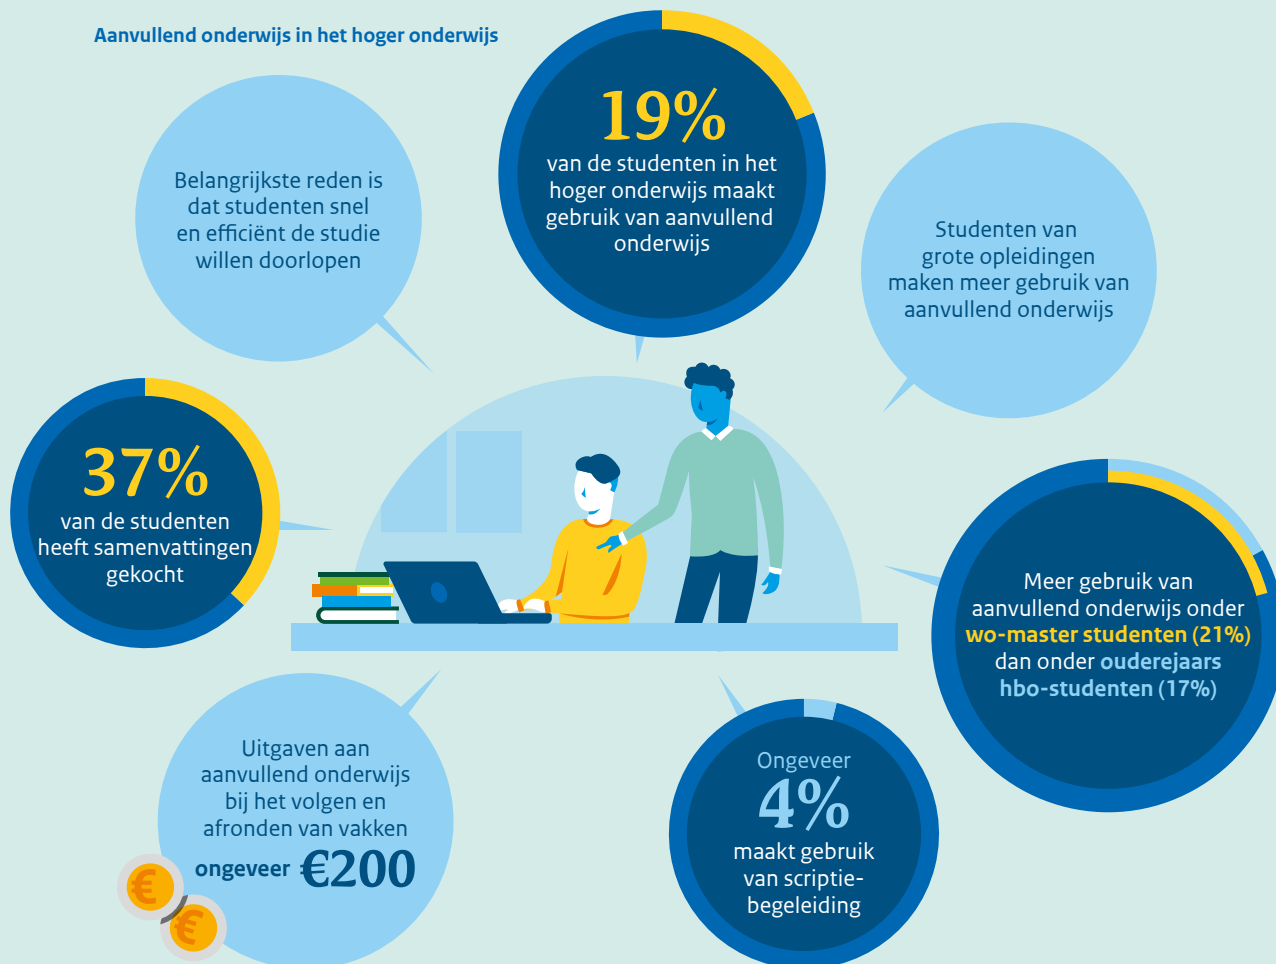 Aanvullend onderwijs in het hoger onderwijs
19%
van de studenten in het
hoger onderwijs maakt
gebruik van aanvullend
onderwijs
Belangrijkste reden is
dat studenten snel
en efficiënt de studie
willen doorlopen
Studenten van
grote opleidingen
maken meer gebruik van
aanvullend onderwijs
37%
van de studenten
heeft samenvattingen
gekocht
Meer gebruik van
aanvullend onderwijs onder
wo-master studenten (21%)
dan onder ouderejaars
hbo-studenten (17%)
Uitgaven aan
aanvullend onderwijs
bij het volgen en
afronden van vakken
ongeveer €200
€
€
Ongeveer
4%
maakt gebruik
van scriptie-
begeleiding